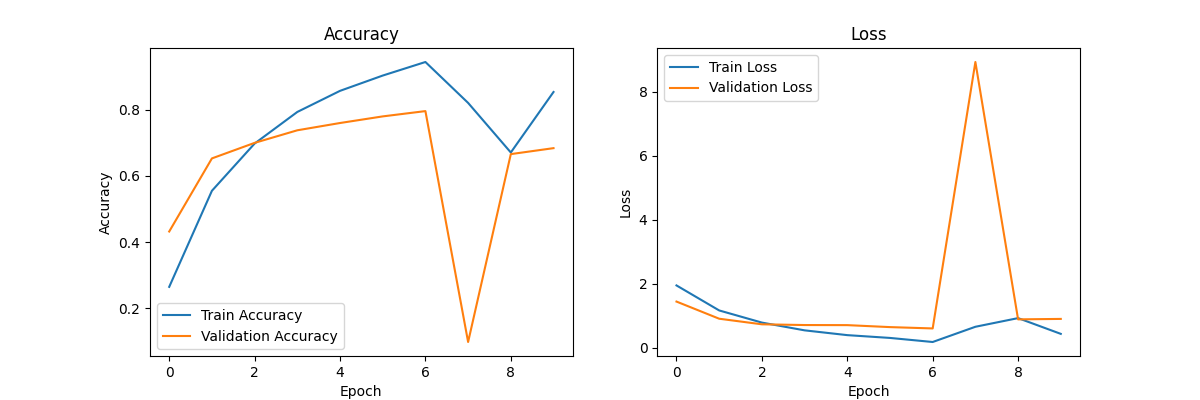 Accuracy
Accuracy
0.8
0.6
0.4
0.2
Train Accuracy
Validation Accuracy
0 2 4 6 8
Epoch
Loss
Loss
8
6
4
2
0
Train Loss
Validation Loss
0 2 4 6 8
Epoch